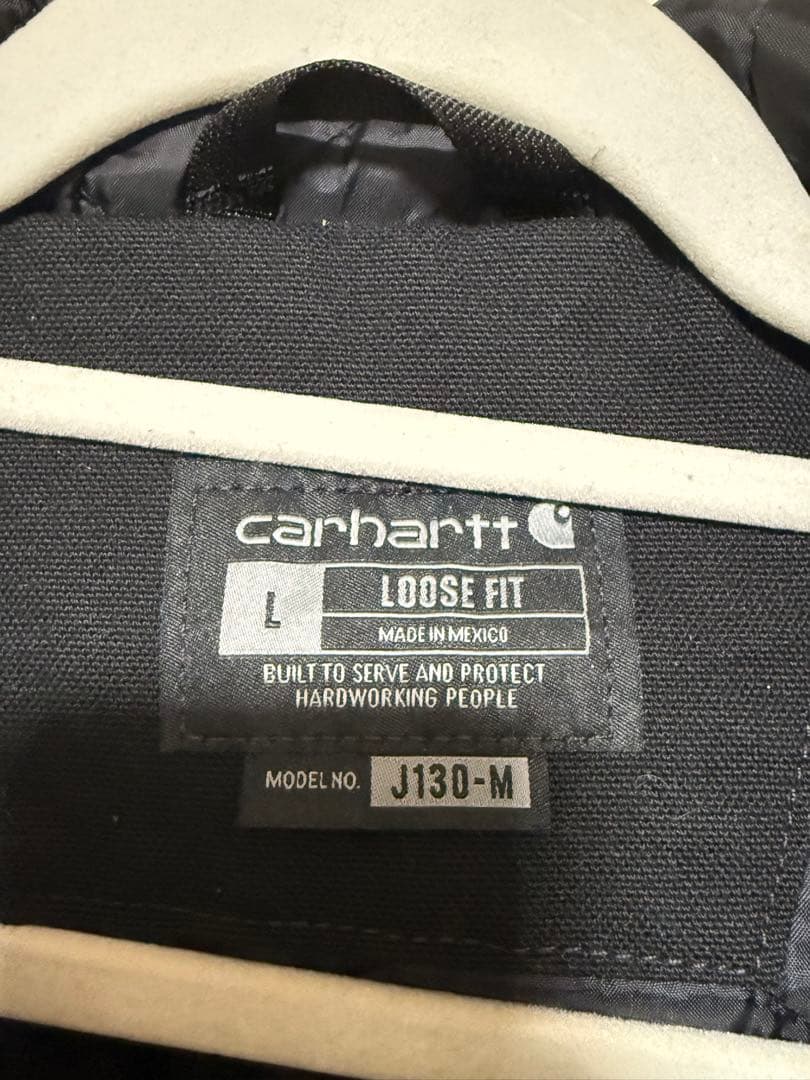 carhartt
L
LOOSE FIT
MADE IN MEXICO
BUILT TO SERVE AND PROTECT
HARDWORKING PEOPLE
MODEL NO. J130-M